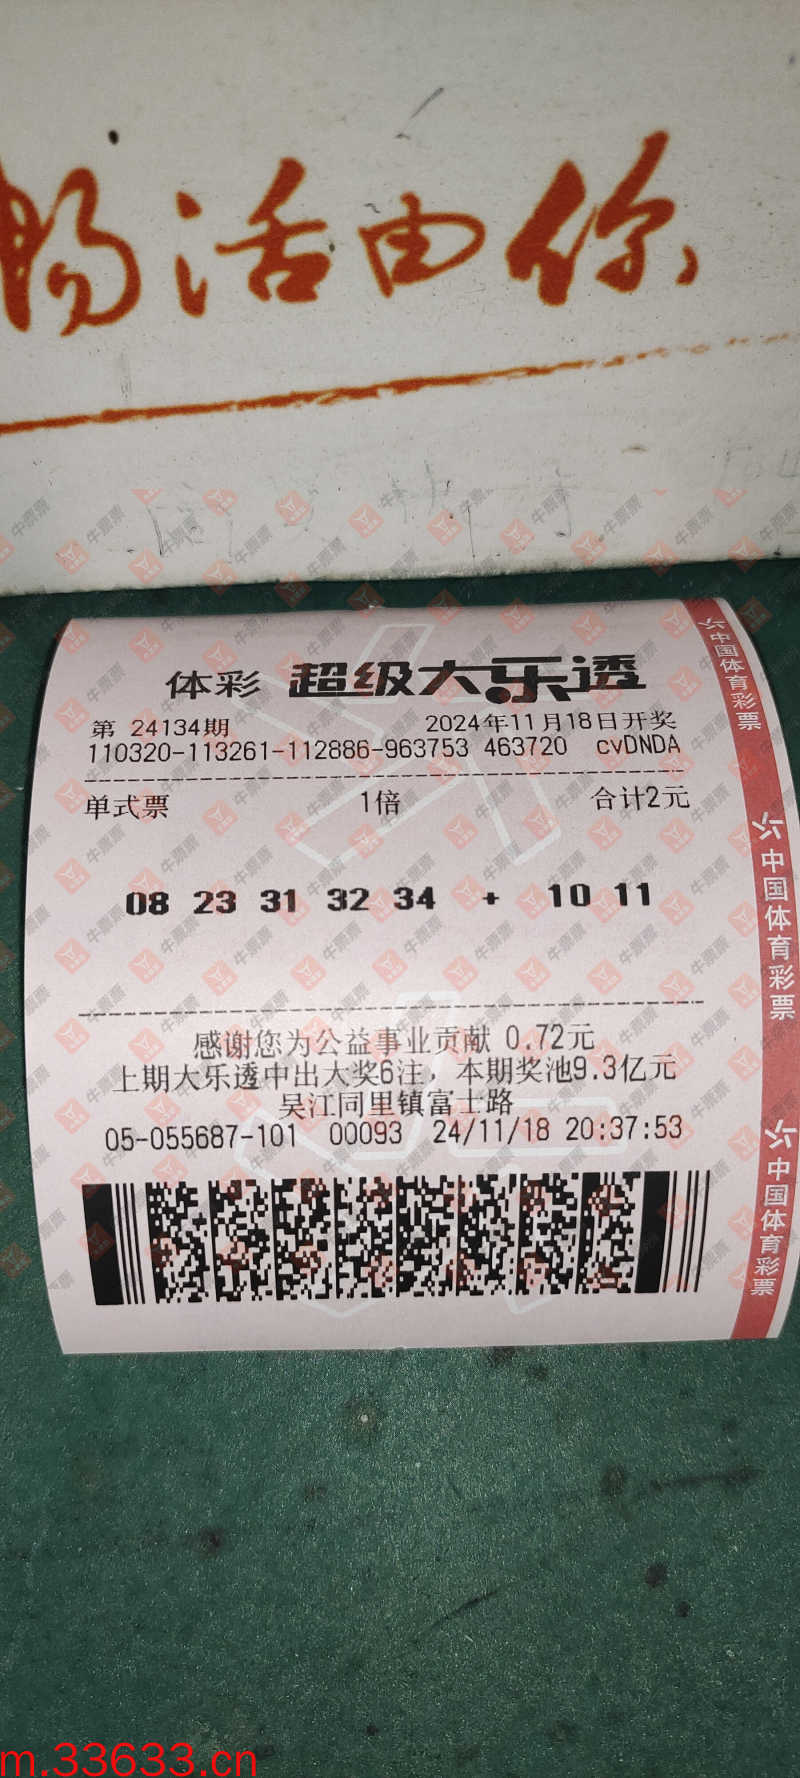 畅活由你
体彩 超级大乐透
第 24134期 2024年11月18日开奖
110320-113261-112886-963753 463720 cvDNDA
单式票 1倍 合计2元
08 23 31 32 34 + 10 11
感谢您为公益事业贡献 0.72元
上期大乐透中出大奖6注，本期奖池9.3亿元
吴江同里镇富士路
05-055687-101 00093 24/11/18 20:37:53
中国体育彩票
中国体育彩票
中国体育彩票
牛票票
m.33633.cn